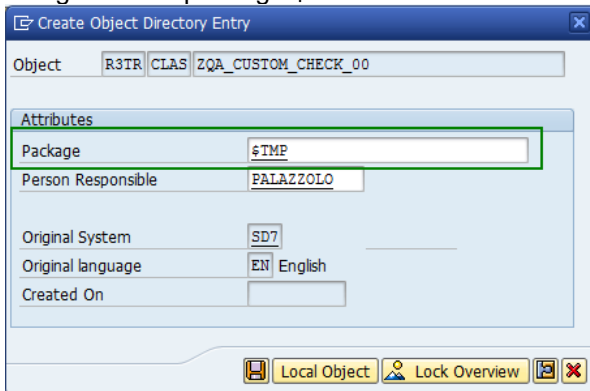 Create Object Directory Entry
Object R3TR CLAS ZQA_CUSTOM_CHECK_00
Attributes
Package $TMP
Person Responsible PALAZZOLO
Original System SD7
Original language EN English
Created On
Local Object Lock Overview